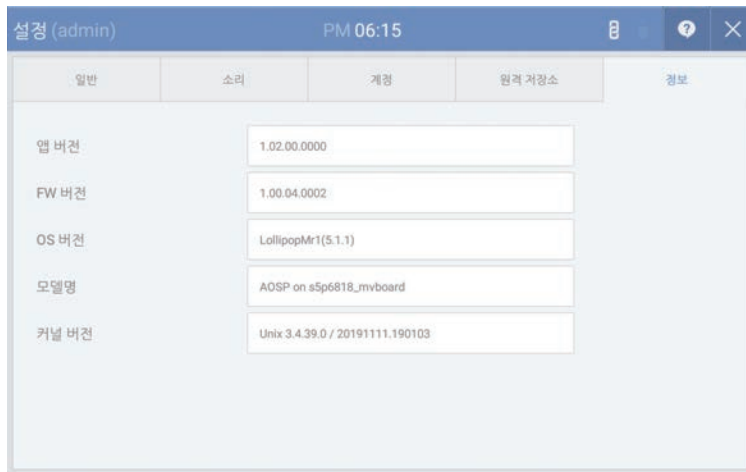 설정 (admin) PM 06:15 ?
일반 소리 계정 원격 저장소 정보
앱 버전 1.02.00.0000
FW 버전 1.00.04.0002
OS 버전 LollipopMr1(5.1.1)
모델명 AOSP on s5p6818_mvboard
커널 버전 Unix 3.4.39.0 / 20191111.190103